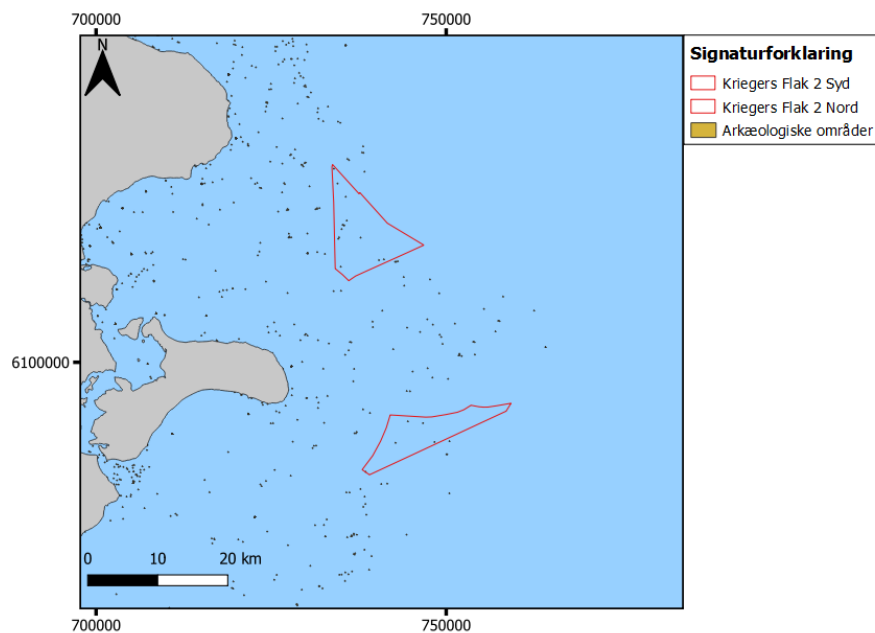 700000
750000
N
Signaturforklaring
Kriegers Flak 2 Syd
Kriegers Flak 2 Nord
Arkæologiske områder
6100000
0 10 20 km
700000
750000